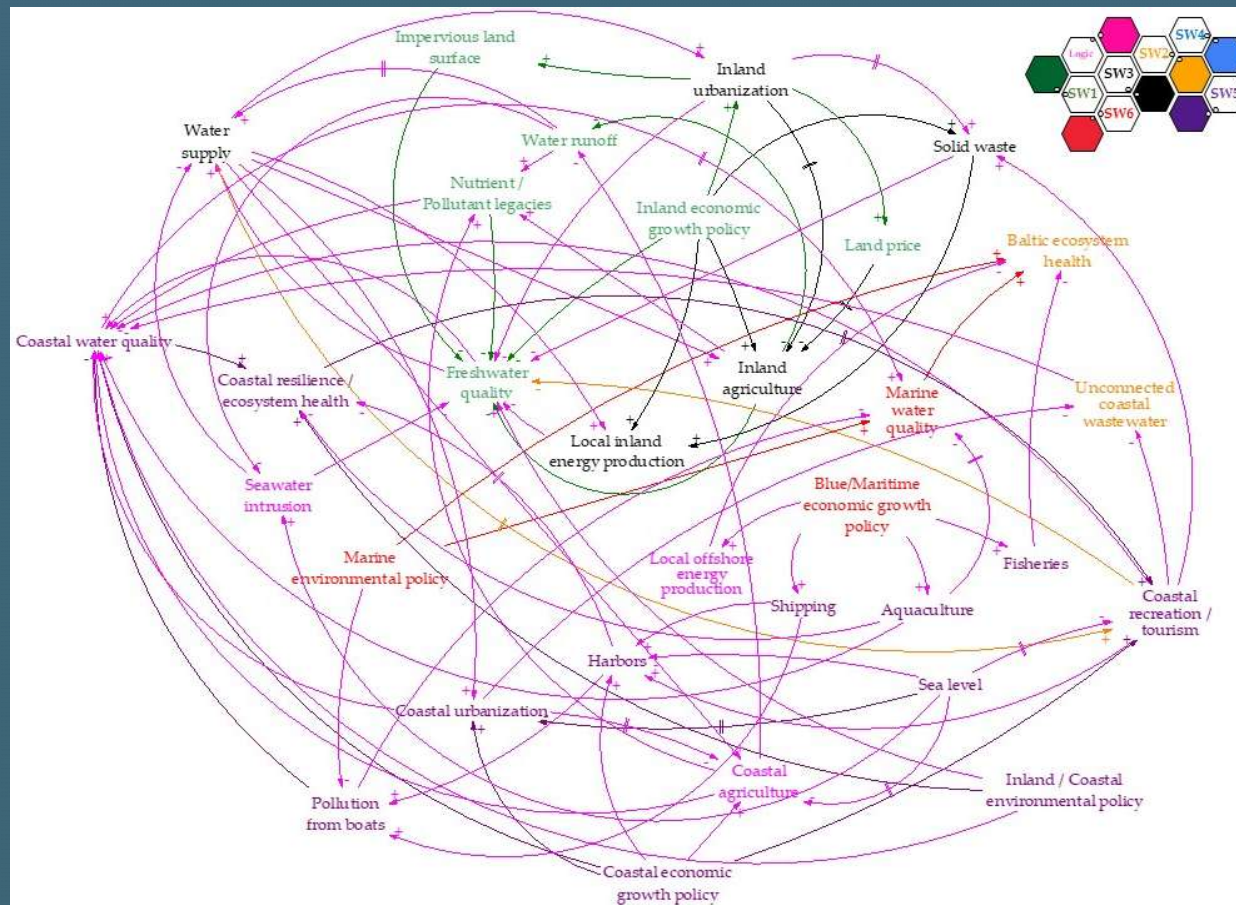 Impervious land
surface
Inland
urbanization
Logic
SW2
SW4
SW3
SW1
SW5
SW6
Water
supply
Water runoff
Solid waste
Nutrient /
Pollutant legacies
Inland economic
growth policy
Land price
Baltic ecosystem
health
Coastal water quality
Coastal resilience /
ecosystem health
Freshwater
quality
Inland
agriculture
Marine
water
quality
Unconnected
coastal
wastewater
Local inland
energy production
Seawater
intrusion
Blue/Maritime
economic growth
policy
Marine
environmental policy
Local offshore
energy
production
Fisheries
Shipping
Aquaculture
Coastal
recreation /
tourism
Harbors
Sea level
Coastal urbanization
Coastal
agriculture
Inland / Coastal
environmental policy
Pollution
from boats
Coastal economic
growth policy